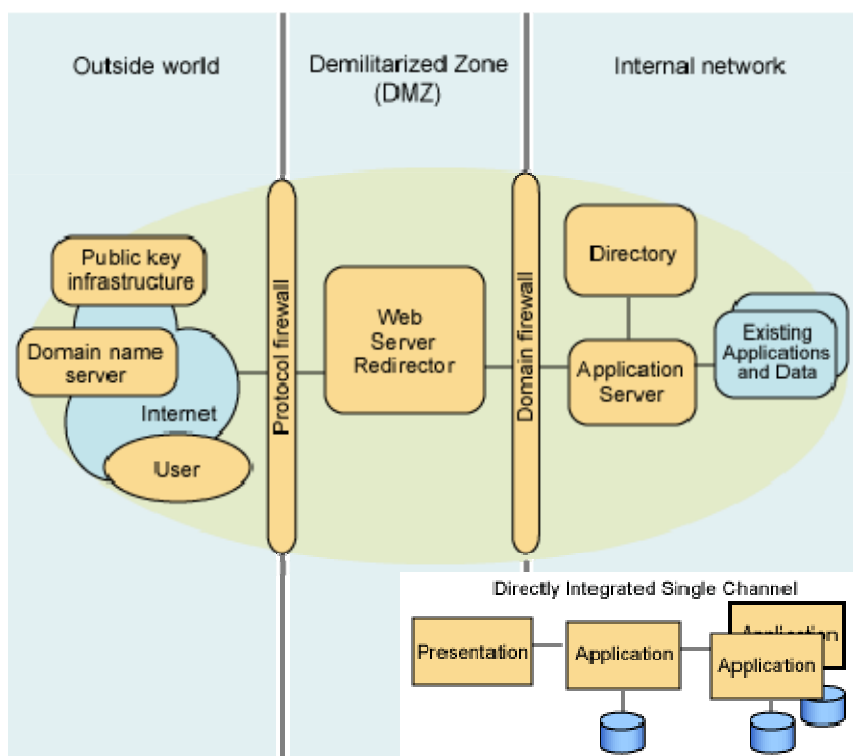 Outside world
Demilitarized Zone
(DMZ)
Internal network
Public key
infrastructure
Domain name
server
Internet
User
Protocol firewall
Web
Server
Redirector
Domain firewall
Directory
Application
Server
Existing
Applications
and Data
Directly Integrated Single Channel
Presentation
Application
Application
Application